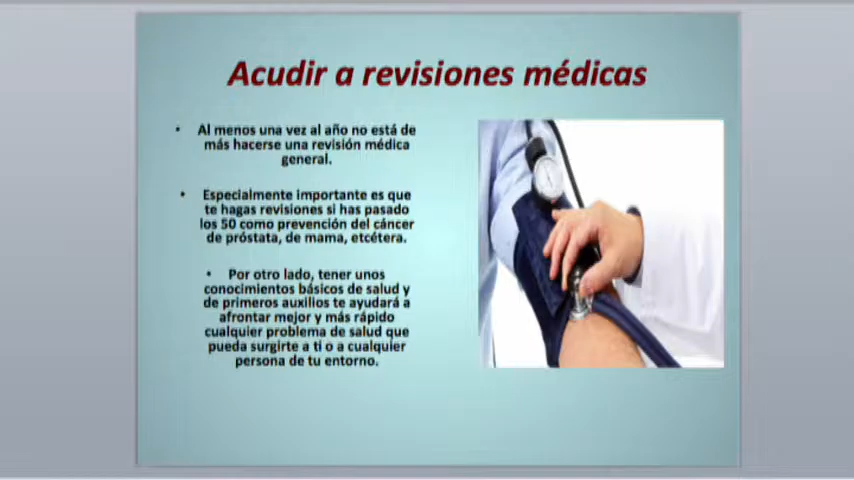 Acudir a revisiones médicas
• Al menos una vez al año no está de
más hacerse una revisión médica
general.
• Especialmente importante es que
te hagas revisiones si has pasado
los 50 como prevención del cáncer
de próstata, de mama, etcétera.
• Por otro lado, tener unos
conocimientos básicos de salud y
de primeros auxilios te ayudará a
afrontar mejor y más rápido
cualquier problema de salud que
pueda surgirte a ti o a cualquier
persona de tu entorno.